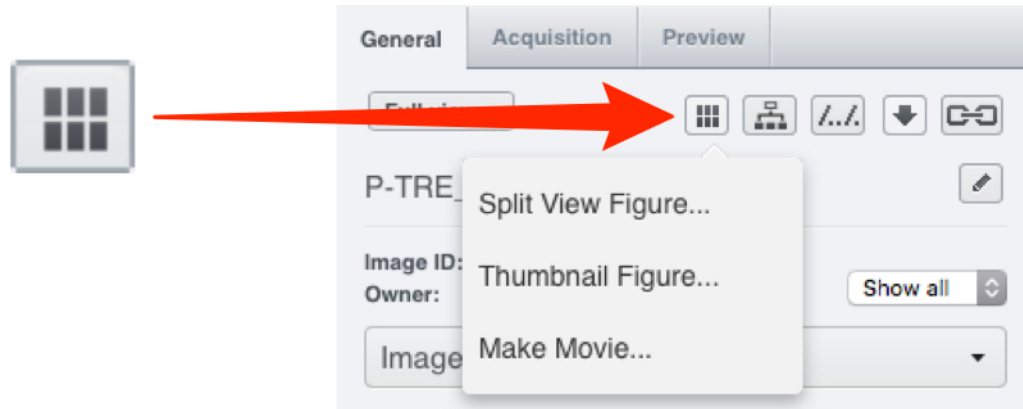 General Acquisition Preview
/../.
P-TRE_
Split View Figure...
Image ID:
Owner:
Thumbnail Figure...
Show all
Image
Make Movie...